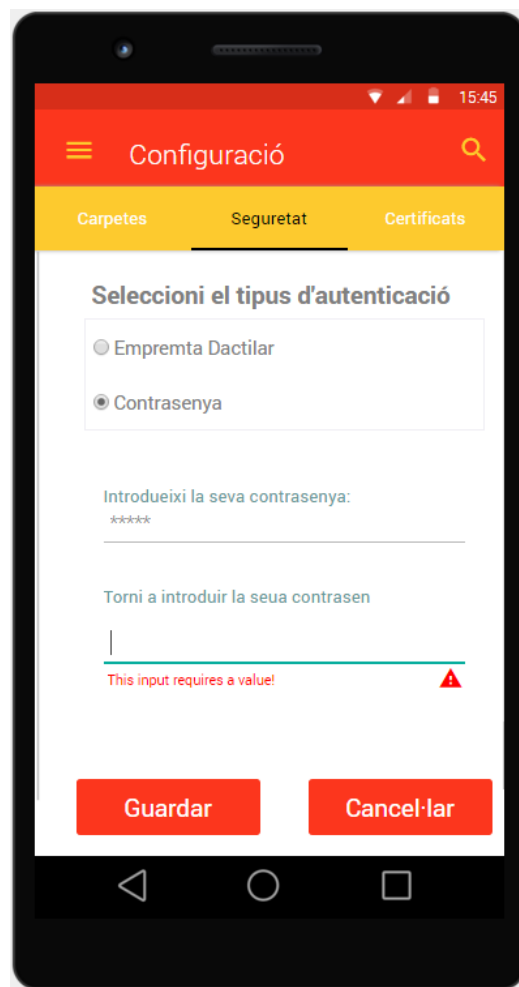 15:45
Configuració
Carpetes Seguretat Certificats
Seleccioni el tipus d'autenticació
Empremta Dactilar
Contrasenya
Introdueixi la seva contrasenya:
*****
Torni a introduir la seua contrasen
This input requires a value!
Guardar Cancel·lar